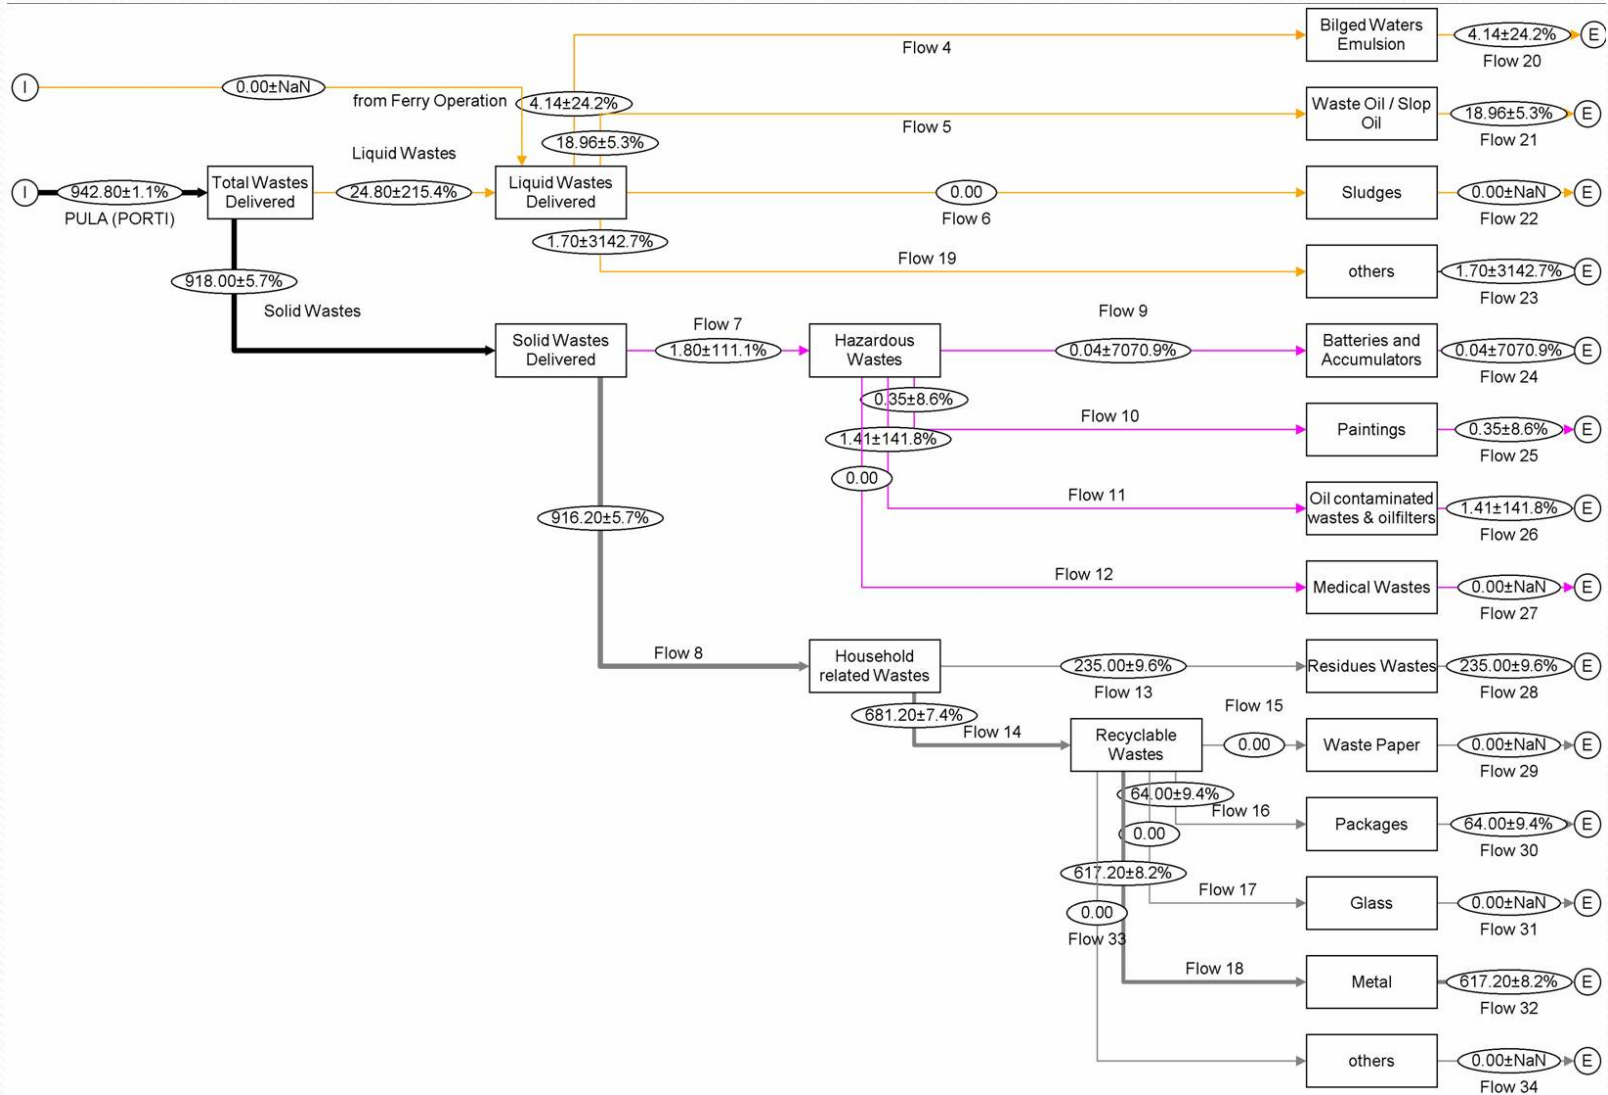 Bilged Waters
Emulsion
4.14±24.2%
E
Flow 4
Flow 20
I
0.00±NaN
from Ferry Operation
4.14±24.2%
Waste Oil / Slop
Oil
18.96±5.3%
E
Flow 5
18.96±5.3%
Flow 21
Liquid Wastes
I
942.80±1.1%
PULA (PORTI)
Total Wastes
Delivered
24.80±215.4%
Liquid Wastes
Delivered
0.00
Flow 6
Sludges
0.00±NaN
E
Flow 22
1.70±3142.7%
Flow 19
others
1.70±3142.7%
E
Flow 23
918.00±5.7%
Solid Wastes
Solid Wastes
Delivered
Flow 7
1.80±111.1%
Hazardous
Wastes
Flow 9
0.04±7070.9%
Batteries and
Accumulators
0.04±7070.9%
E
Flow 24
0.35±8.6%
Flow 10
Paintings
0.35±8.6%
E
Flow 25
1.41±141.8%
0.00
Flow 11
Oil contaminated
wastes & oilfilters
1.41±141.8%
E
Flow 26
916.20±5.7%
Flow 12
Medical Wastes
0.00±NaN
E
Flow 27
Flow 8
Household
related Wastes
235.00±9.6%
Flow 13
Residues Wastes
235.00±9.6%
E
Flow 28
681.20±7.4%
Flow 14
Recyclable
Wastes
Flow 15
0.00
Waste Paper
0.00±NaN
E
Flow 29
64.00±9.4%
Flow 16
Packages
64.00±9.4%
E
Flow 30
0.00
617.20±8.2%
Flow 17
Glass
0.00±NaN
E
Flow 31
0.00
Flow 33
Flow 18
Metal
617.20±8.2%
E
Flow 32
others
0.00±NaN
E
Flow 34